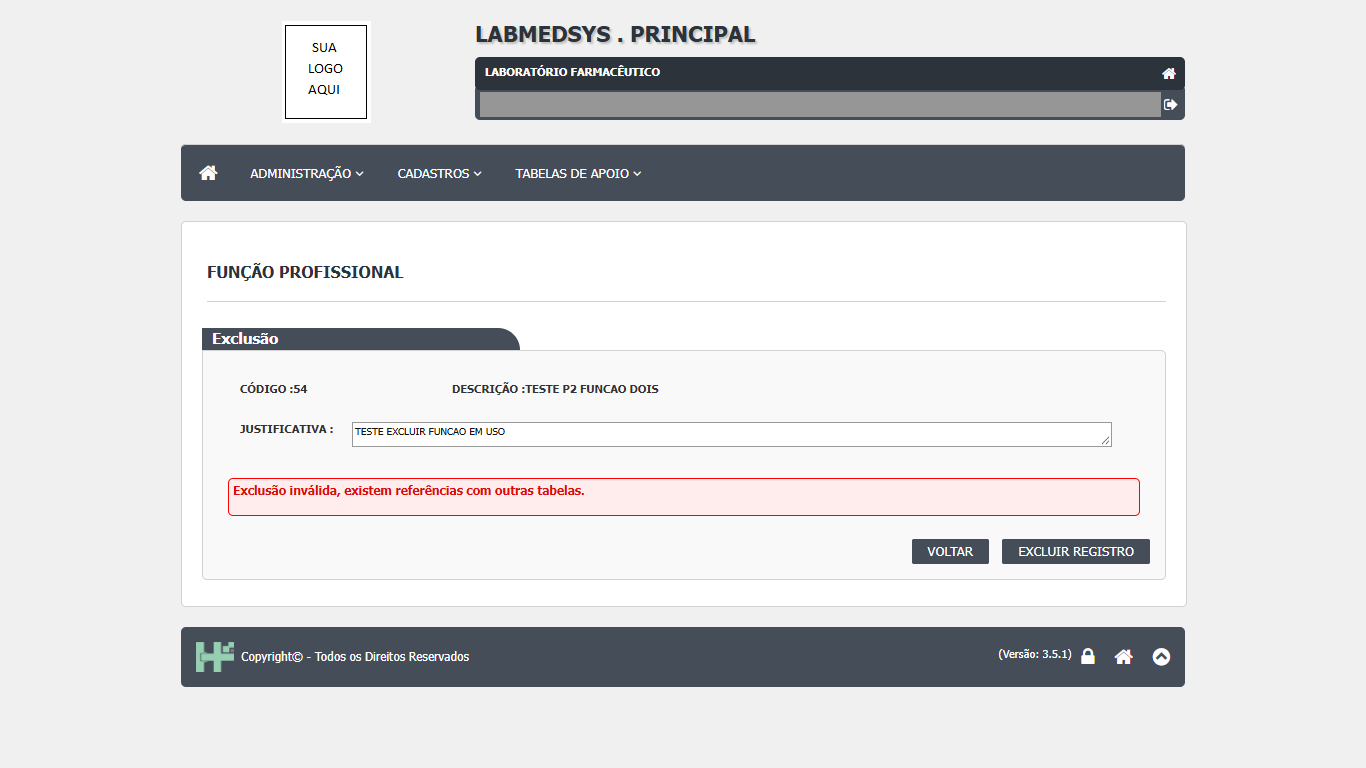 SUA
LOGO
AQUI
LABMEDSYS . PRINCIPAL
LABORATÓRIO FARMACÊUTICO
ADMINISTRAÇÃO CADASTROS TABELAS DE APOIO
FUNÇÃO PROFISSIONAL
Exclusão
CÓDIGO :54 DESCRIÇÃO :TESTE P2 FUNCAO DOIS
JUSTIFICATIVA : TESTE EXCLUIR FUNCAO EM USO
Exclusão inválida, existem referências com outras tabelas.
VOLTAR EXCLUIR REGISTRO
Copyright© - Todos os Direitos Reservados (Versão: 3.5.1)